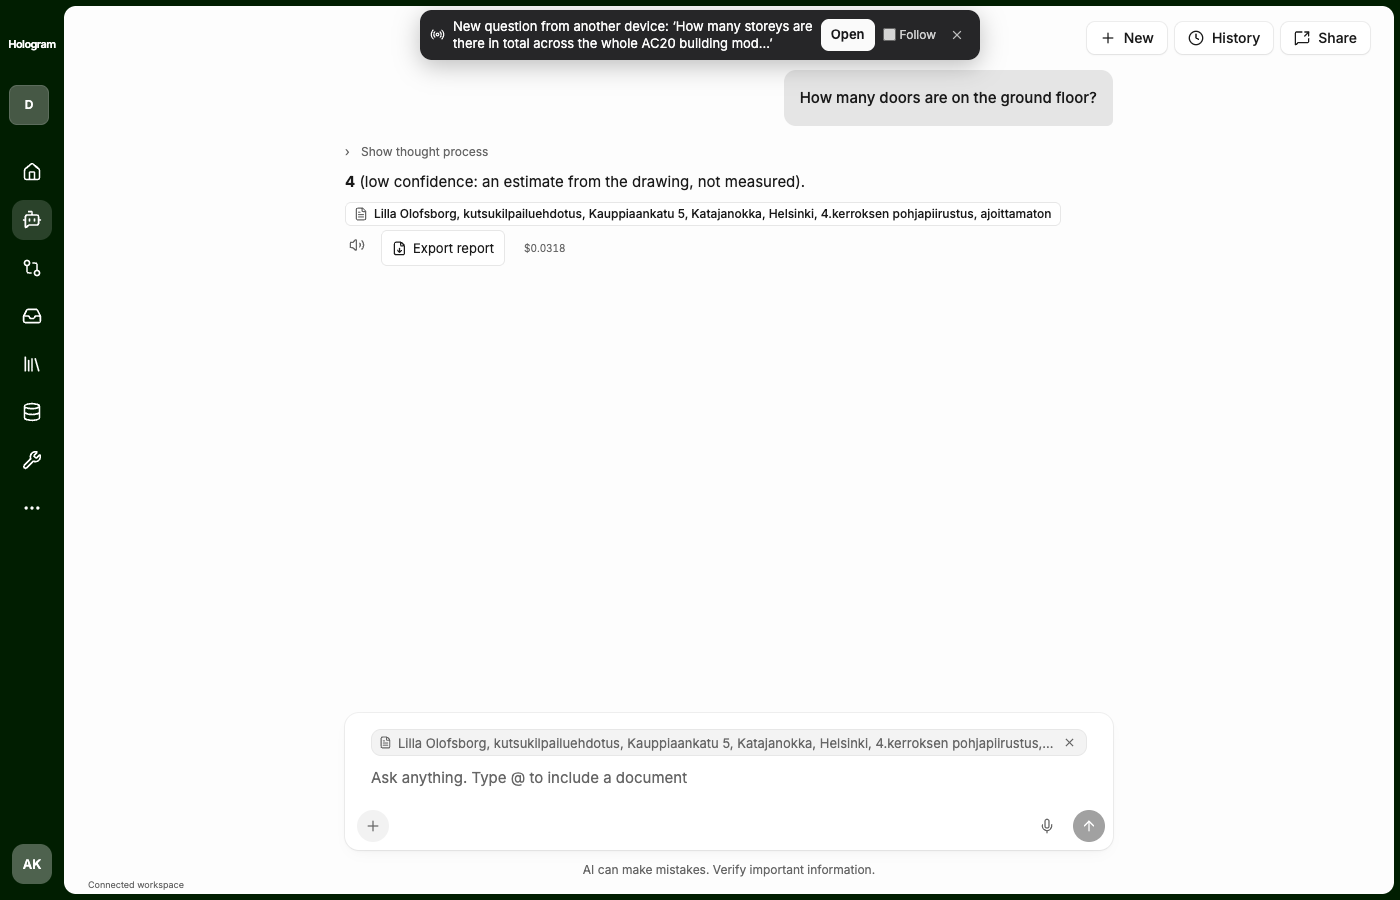 Hologram
New question from another device: ‘How many storeys are
there in total across the whole AC20 building mod…’
Open
Follow
New
History
Share
D
How many doors are on the ground floor?
Show thought process
4 (low confidence: an estimate from the drawing, not measured).
Lilla Olofsborg, kutsukilpailuehdotus, Kauppiaankatu 5, Katajanokka, Helsinki, 4.kerroksen pohjapiirustus, ajoittamaton
Export report
$0.0318
Lilla Olofsborg, kutsukilpailuehdotus, Kauppiaankatu 5, Katajanokka, Helsinki, 4.kerroksen pohjapiirustus,...
Ask anything. Type @ to include a document
AK
AI can make mistakes. Verify important information.
Connected workspace